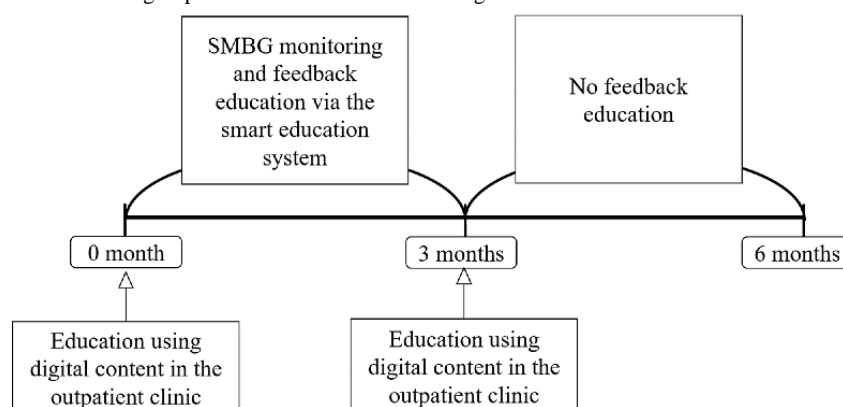 SMBG monitoring
and feedback
education via the
smart education
system
No feedback
education
0 month
3 months
6 months
Education using
digital content in the
outpatient clinic
Education using
digital content in the
outpatient clinic